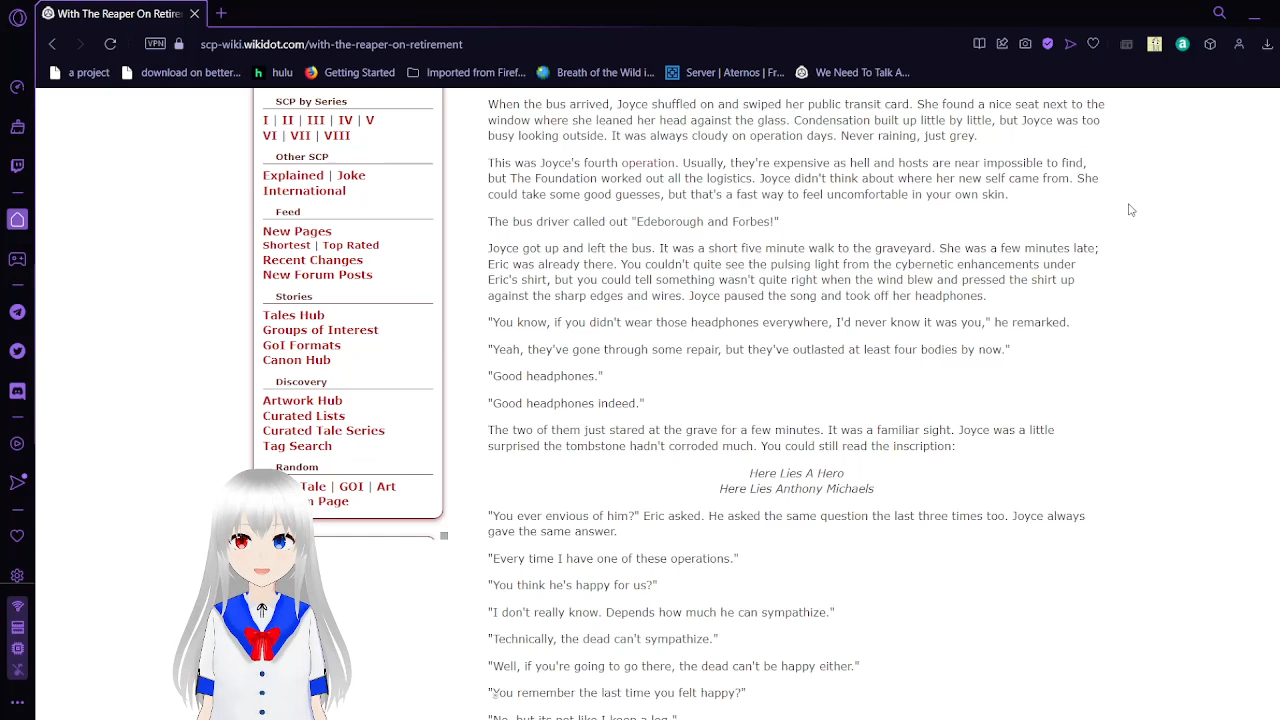 With The Reaper On Retirem
VPN
scp-wiki.wikidot.com/with-the-reaper-on-retirement
a project
download on better...
hulu
Getting Started
Imported from Firef...
Breath of the Wild i...
Server | Aternos | Fr...
We Need To Talk A...
SCP by Series
I | II | III | IV | V
VI | VII | VIII
Other SCP
Explained | Joke
International
Feed
New Pages
Shortest | Top Rated
Recent Changes
New Forum Posts
Stories
Tales Hub
Groups of Interest
GoI Formats
Canon Hub
Discovery
Artwork Hub
Curated Lists
Curated Tale Series
Tag Search
Random
Tale | GOI | Art
Page
When the bus arrived, Joyce shuffled on and swiped her public transit card. She found a nice seat next to the
window where she leaned her head against the glass. Condensation built up little by little, but Joyce was too
busy looking outside. It was always cloudy on operation days. Never raining, just grey.
This was Joyce's fourth operation. Usually, they're expensive as hell and hosts are near impossible to find,
but The Foundation worked out all the logistics. Joyce didn't think about where her new self came from. She
could take some good guesses, but that's a fast way to feel uncomfortable in your own skin.
The bus driver called out "Edeborough and Forbes!"
Joyce got up and left the bus. It was a short five minute walk to the graveyard. She was a few minutes late;
Eric was already there. You couldn't quite see the pulsing light from the cybernetic enhancements under
Eric's shirt, but you could tell something wasn't quite right when the wind blew and pressed the shirt up
against the sharp edges and wires. Joyce paused the song and took off her headphones.
"You know, if you didn't wear those headphones everywhere, I'd never know it was you," he remarked.
"Yeah, they've gone through some repair, but they've outlasted at least four bodies by now."
"Good headphones."
"Good headphones indeed."
The two of them just stared at the grave for a few minutes. It was a familiar sight. Joyce was a little
surprised the tombstone hadn't corroded much. You could still read the inscription:
Here Lies A Hero
Here Lies Anthony Michaels
"You ever envious of him?" Eric asked. He asked the same question the last three times too. Joyce always
gave the same answer.
"Every time I have one of these operations."
"You think he's happy for us?"
"I don't really know. Depends how much he can sympathize."
"Technically, the dead can't sympathize."
"Well, if you're going to go there, the dead can't be happy either."
"You remember the last time you felt happy?"
"No, but its not like I keep a log."